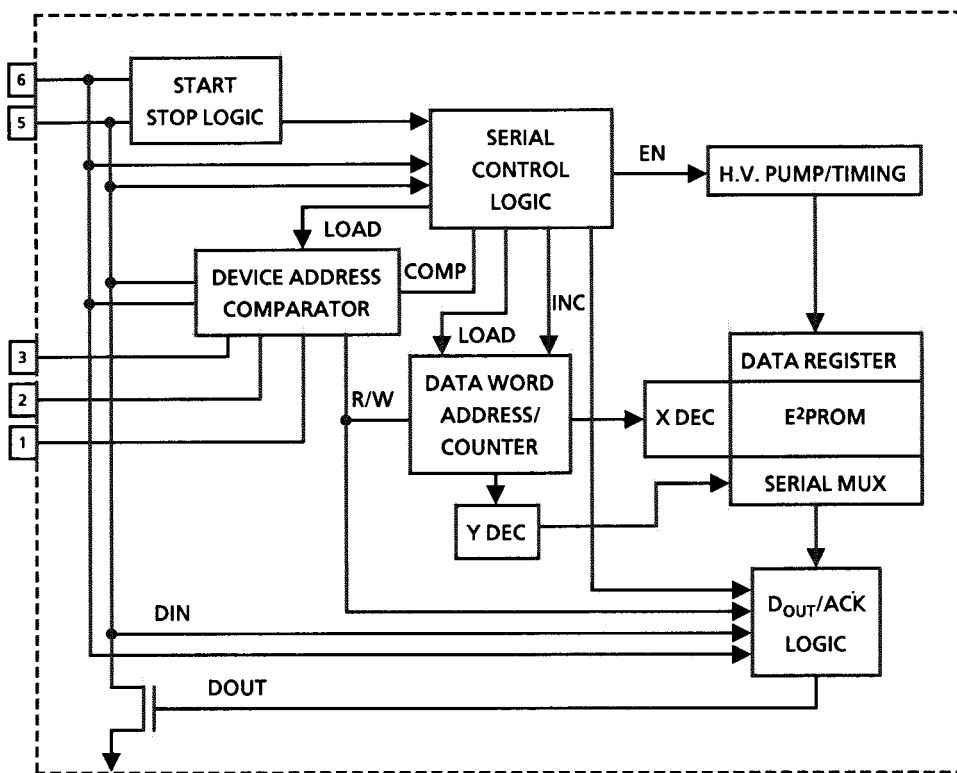 6
START
STOP LOGIC
5
SERIAL
CONTROL
LOGIC
EN
H.V. PUMP/TIMING
LOAD
DEVICE ADDRESS
COMPARATOR
COMP
LOAD
INC
3
2
1
R/W
DATA WORD
ADDRESS/
COUNTER
DATA REGISTER
X DEC
E²PROM
SERIAL MUX
Y DEC
DIN
D_OUT/ACK
LOGIC
DOUT